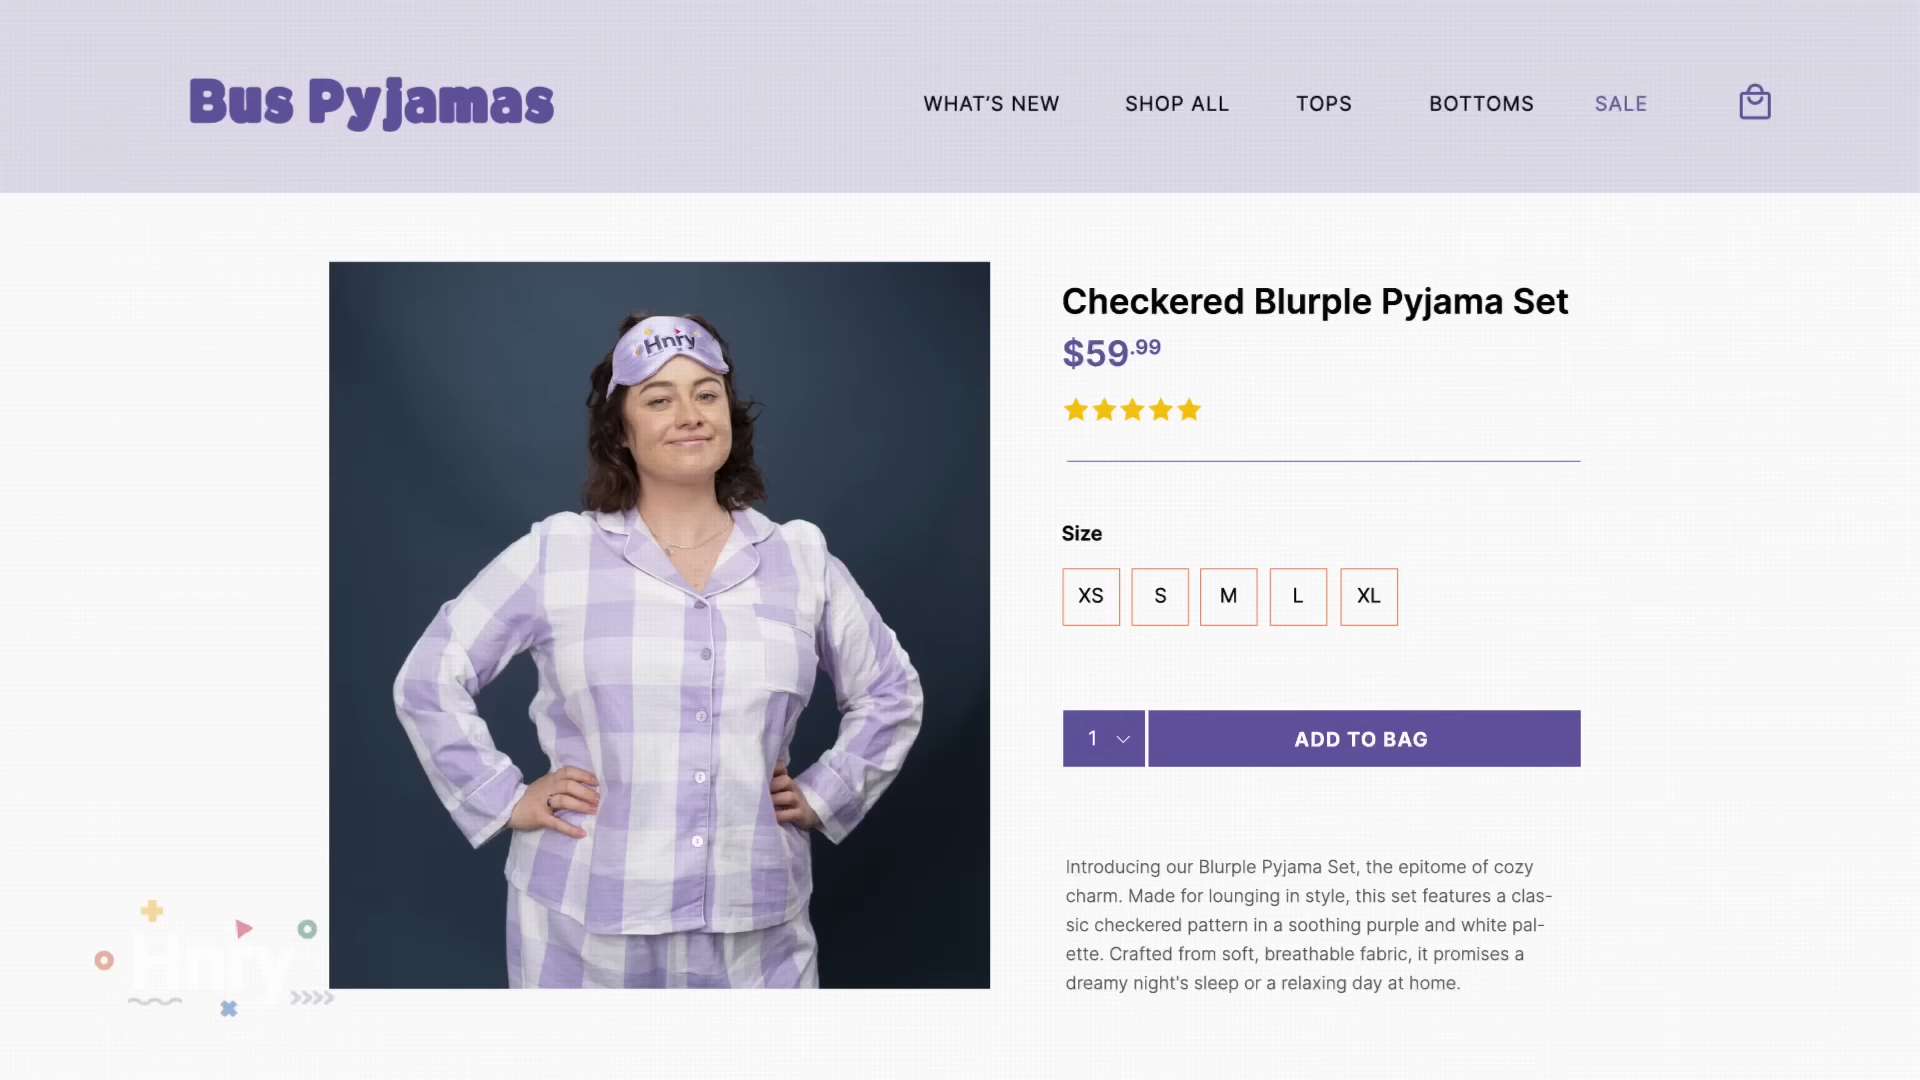 Bus Pyjamas
WHAT'S NEW
SHOP ALL
TOPS
BOTTOMS
SALE
Hnry
Checkered Blurple Pyjama Set
$59.99
Size
XS
S
M
L
XL
1
ADD TO BAG
Introducing our Blurple Pyjama Set, the epitome of cozy
charm. Made for lounging in style, this set features a clas-
sic checkered pattern in a soothing purple and white pal-
ette. Crafted from soft, breathable fabric, it promises a
dreamy night's sleep or a relaxing day at home.
Hnry